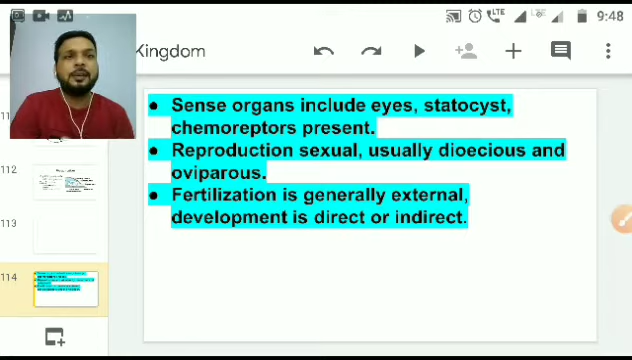 LTE
LTE
9:48
Kingdom
● Sense organs include eyes, statocyst,
chemoreptors present.
● Reproduction sexual, usually dioecious and
oviparous.
● Fertilization is generally external,
development is direct or indirect.
112
113
114